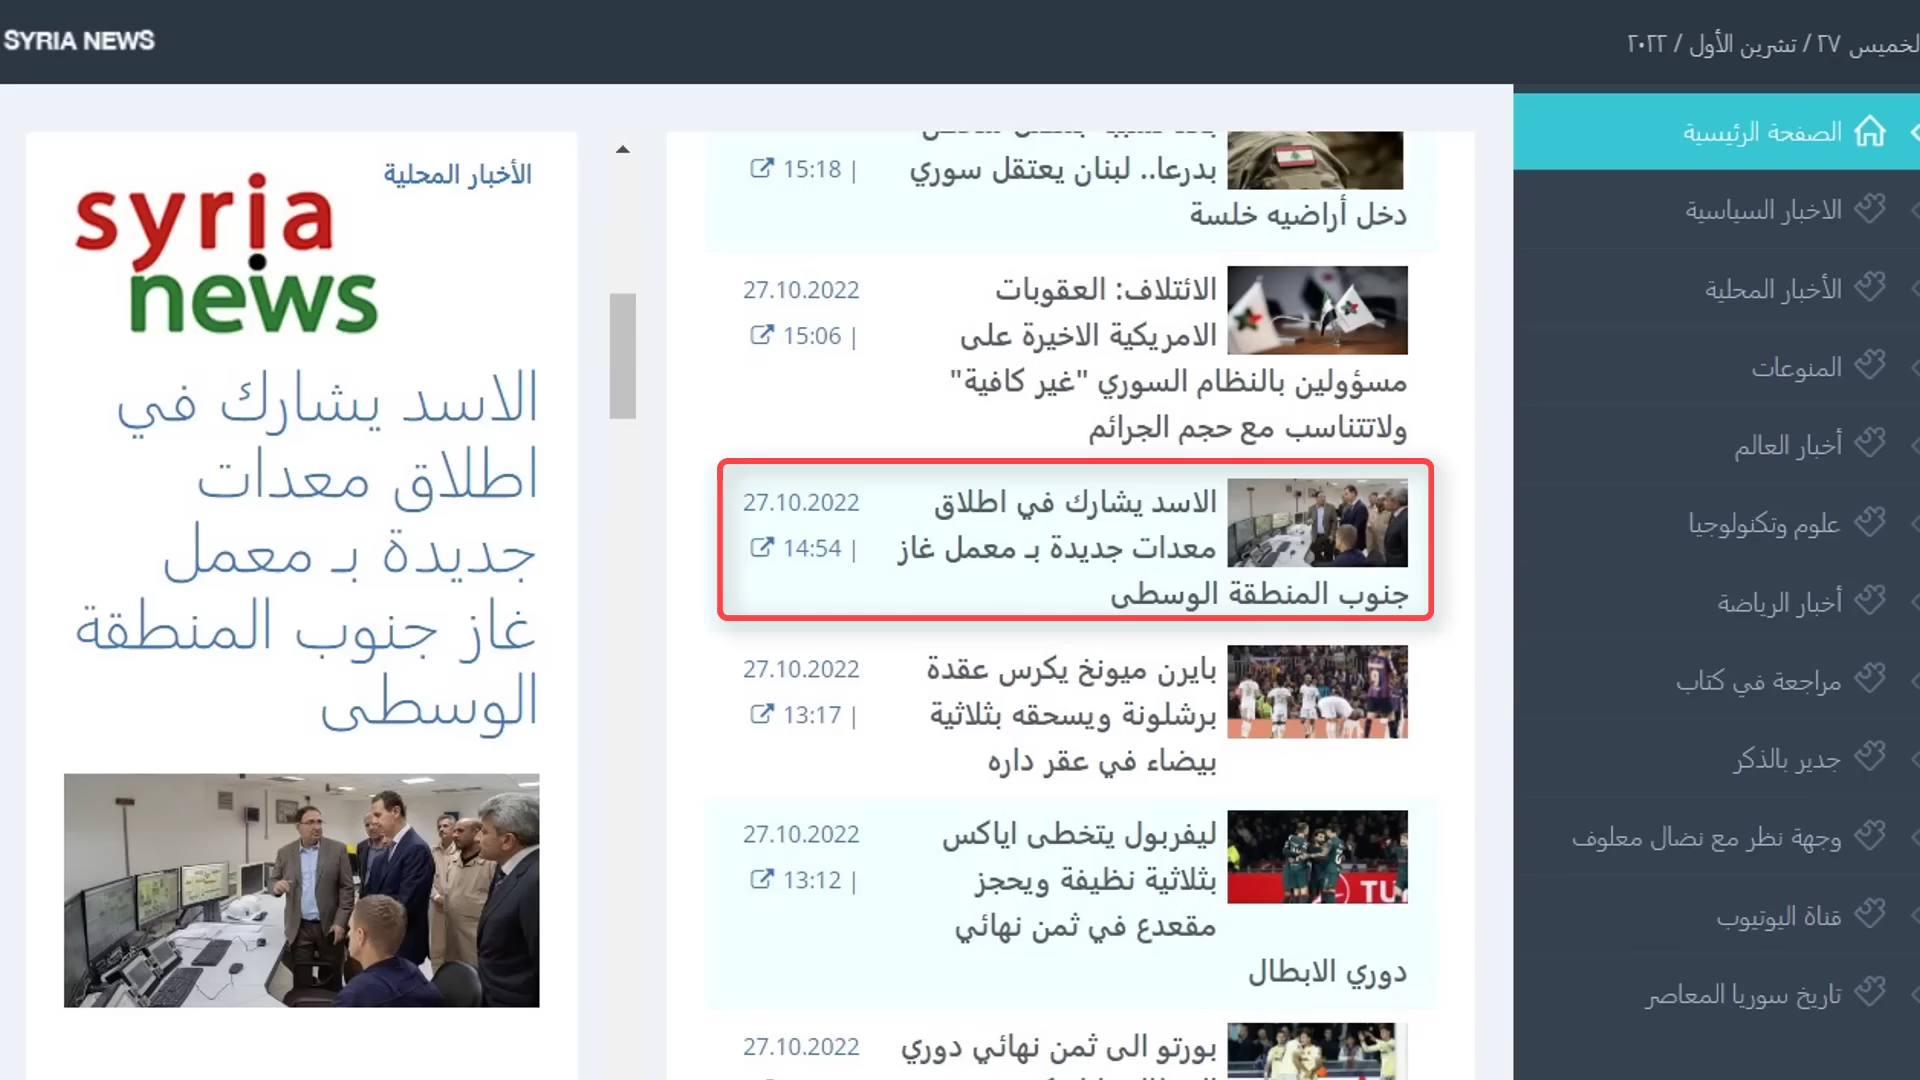 SYRIA NEWS
لخميس ٢٧ / تشرين الأول / ٢٠٢٢
الصفحة الرئيسية
الاخبار السياسية
الأخبار المحلية
المنوعات
أخبار العالم
علوم وتكنولوجيا
أخبار الرياضة
مراجعة في كتاب
جدير بالذكر
وجهة نظر مع نضال معلوف
قناة اليوتيوب
تاريخ سوريا المعاصر
بدرعا.. لبنان يعتقل سوري
| 15:18
دخل أراضيه خلسة
الائتلاف: العقوبات
27.10.2022
الامريكية الاخيرة على
| 15:06
مسؤولين بالنظام السوري "غير كافية"
ولاتتناسب مع حجم الجرائم
الاسد يشارك في اطلاق
27.10.2022
معدات جديدة بـ معمل غاز
| 14:54
جنوب المنطقة الوسطى
بايرن ميونخ يكرس عقدة
27.10.2022
برشلونة ويسحقه بثلاثية
| 13:17
بيضاء في عقر داره
ليفربول يتخطى اياكس
27.10.2022
بثلاثية نظيفة ويحجز
| 13:12
مقعدع في ثمن نهائي
دوري الابطال
بورتو الى ثمن نهائي دوري
27.10.2022
الأخبار المحلية
syria
news
الاسد يشارك في
اطلاق معدات
جديدة بـ معمل
غاز جنوب المنطقة
الوسطى